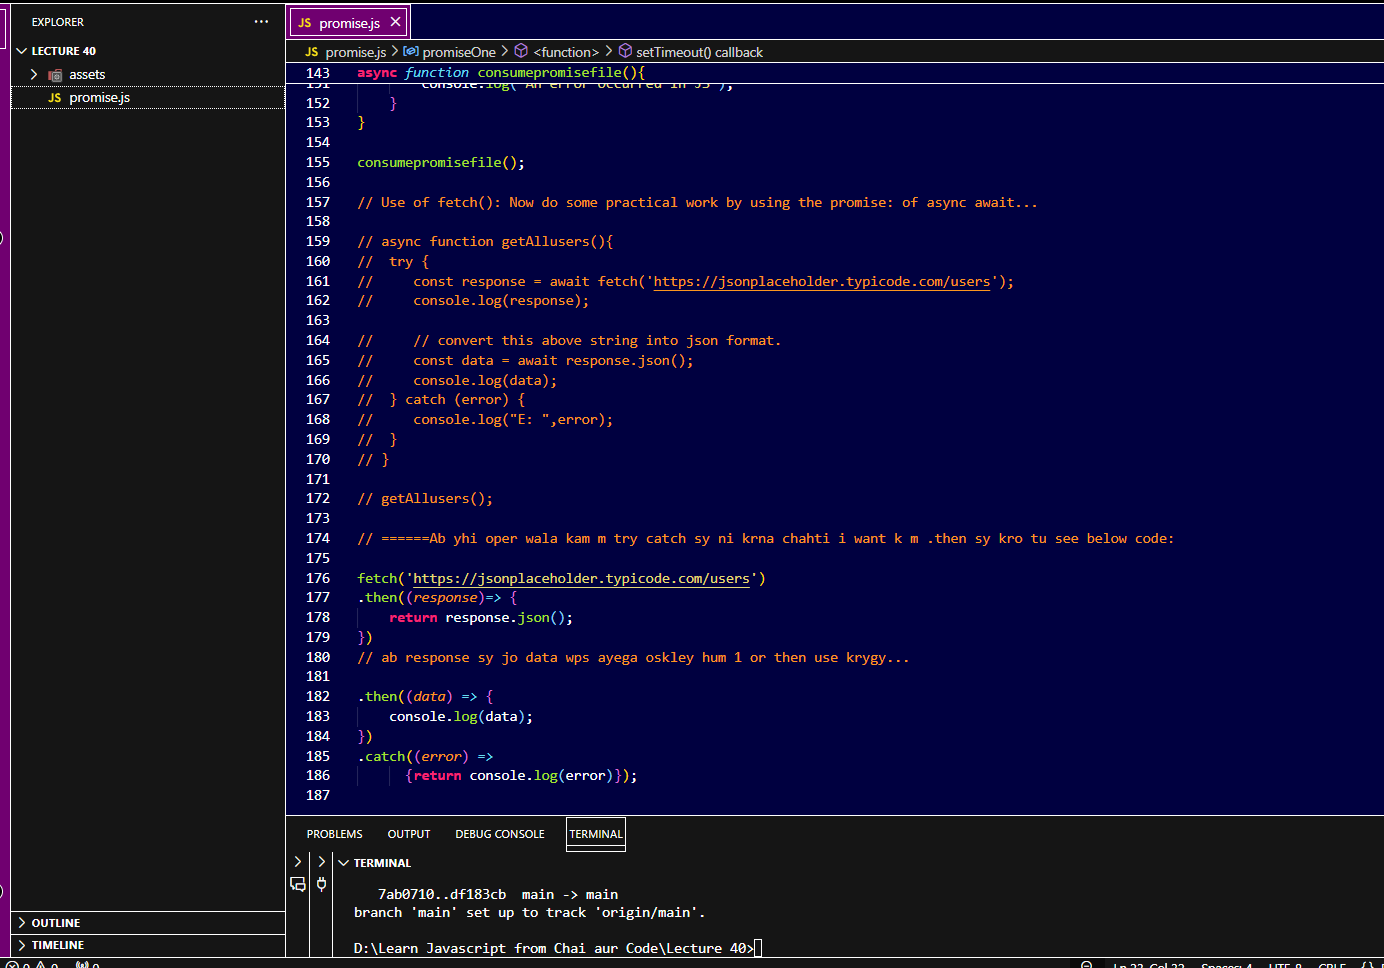 EXPLORER
LECTURE 40
assets
JS promise.js
JS promise.js
JS promise.js > promiseOne > <function> > setTimeout() callback
143 async function consumepromisefile(){
151 console.log("An error occurred in JS");
152 }
153 }
154
155 consumepromisefile();
156
157 // Use of fetch(): Now do some practical work by using the promise: of async await...
158
159 // async function getAllusers(){
160 // try {
161 // const response = await fetch('https://jsonplaceholder.typicode.com/users');
162 // console.log(response);
163
164 // // convert this above string into json format.
165 // const data = await response.json();
166 // console.log(data);
167 // } catch (error) {
168 // console.log("E: ",error);
169 // }
170 // }
171
172 // getAllusers();
173
174 // ======Ab yhi oper wala kam m try catch sy ni krna chahti i want k m .then sy kro tu see below code:
175
176 fetch('https://jsonplaceholder.typicode.com/users')
177 .then((response)=> {
178 return response.json();
179 })
180 // ab response sy jo data wps ayega oskley hum 1 or then use krygy...
181
182 .then((data) => {
183 console.log(data);
184 })
185 .catch((error) =>
186 {return console.log(error)});
187
PROBLEMS OUTPUT DEBUG CONSOLE TERMINAL
TERMINAL
7ab0710..df183cb main -> main
branch 'main' set up to track 'origin/main'.
D:\Learn Javascript from Chai aur Code\Lecture 40>
OUTLINE
TIMELINE